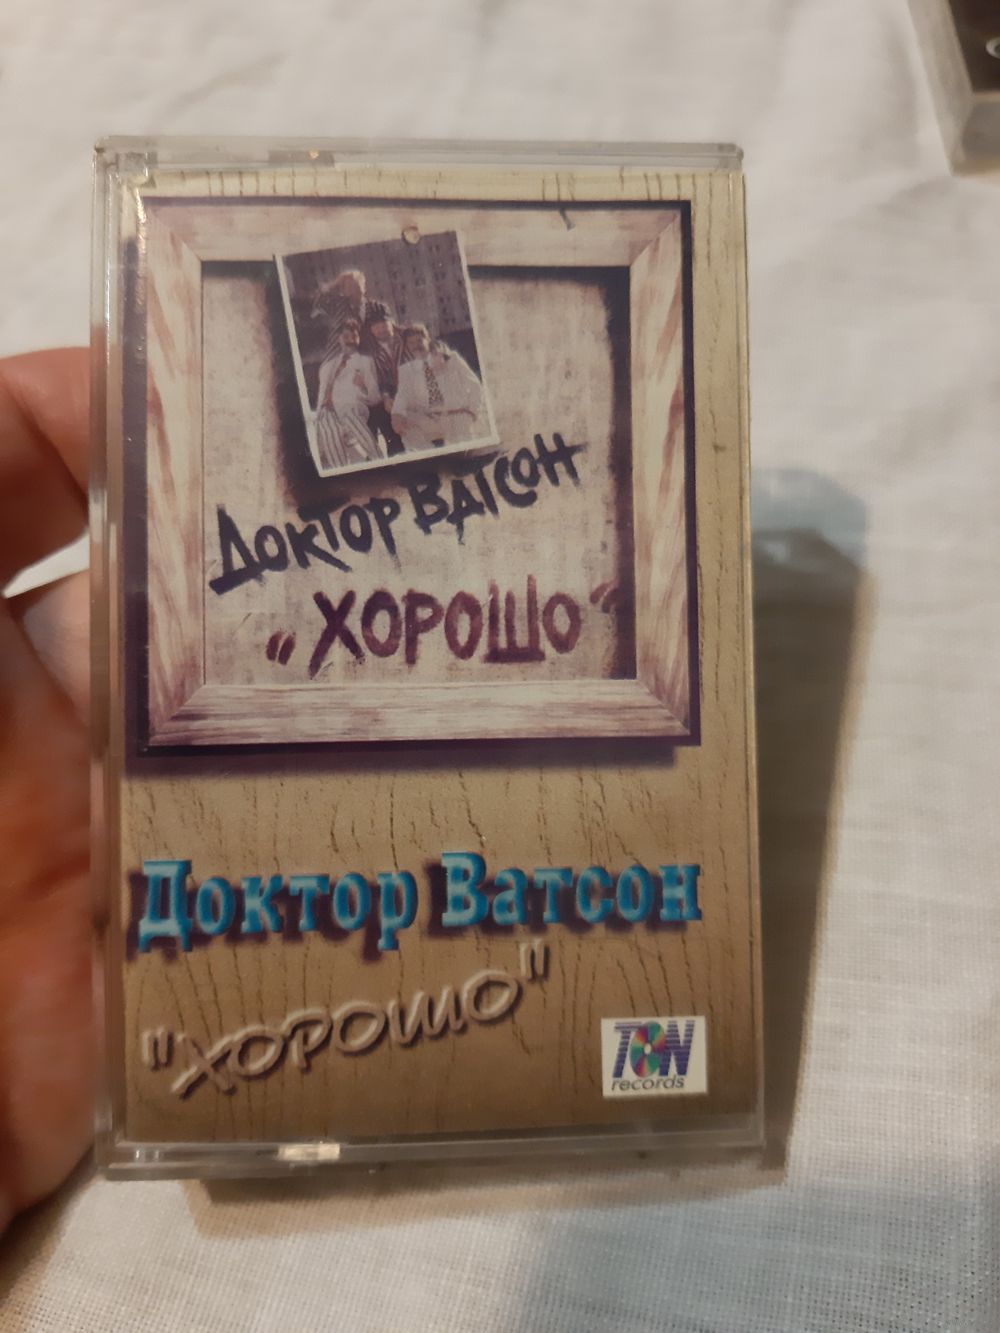 ДОКТОР ВАТСОН
„ХОРОШО"
Доктор Ватсон
"ХОРОШО"
TON
records